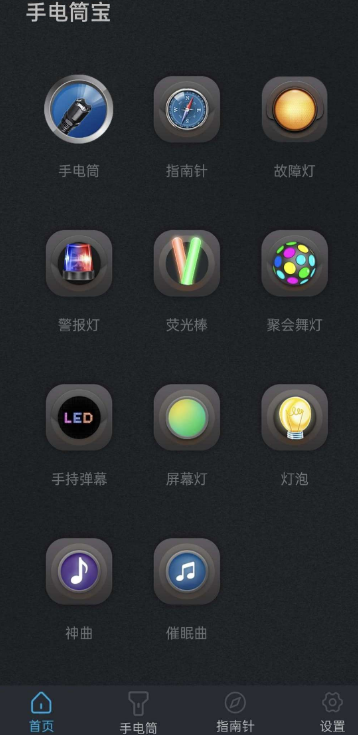 手电筒宝
手电筒 指南针 故障灯
警报灯 荧光棒 聚会舞灯
LED
手持弹幕 屏幕灯 灯泡
神曲 催眠曲
首页 手电筒 指南针 设置